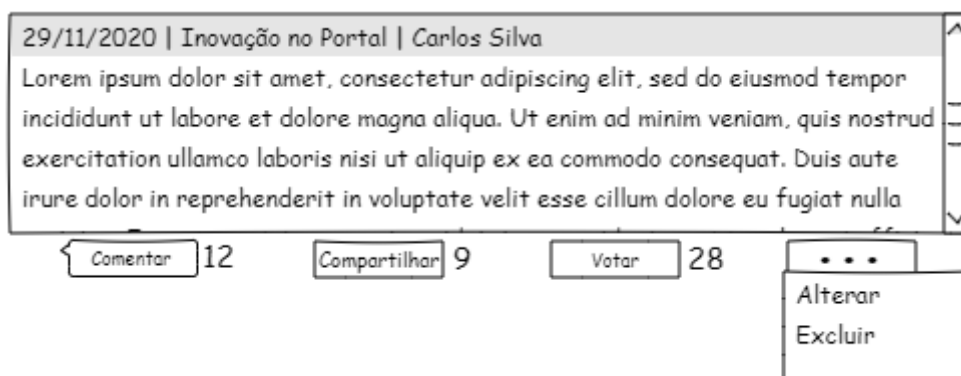 29/11/2020 | Inovação no Portal | Carlos Silva
Lorem ipsum dolor sit amet, consectetur adipiscing elit, sed do eiusmod tempor
incididunt ut labore et dolore magna aliqua. Ut enim ad minim veniam, quis nostrud
exercitation ullamco laboris nisi ut aliquip ex ea commodo consequat. Duis aute
irure dolor in reprehenderit in voluptate velit esse cillum dolore eu fugiat nulla
Comentar 12 Compartilhar 9 Votar 28 • • •
Alterar
Excluir